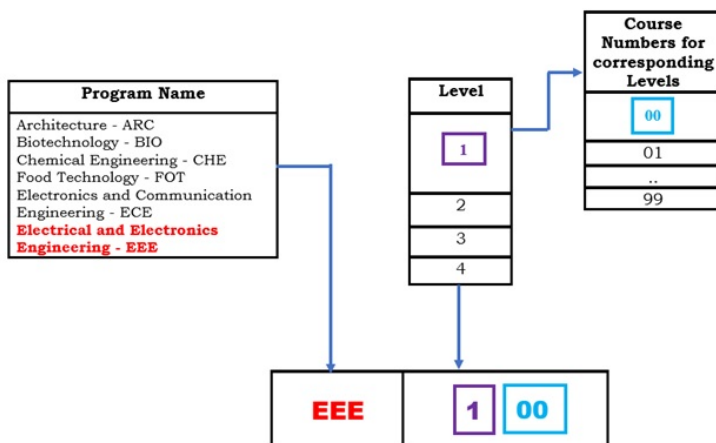 Program Name
Architecture - ARC
Biotechnology - BIO
Chemical Engineering - CHE
Food Technology - FOT
Electronics and Communication
Engineering - ECE
Electrical and Electronics
Engineering - EEE
Level
1
2
3
4
Course
Numbers for
corresponding
Levels
00
01
..
99
EEE 1 00